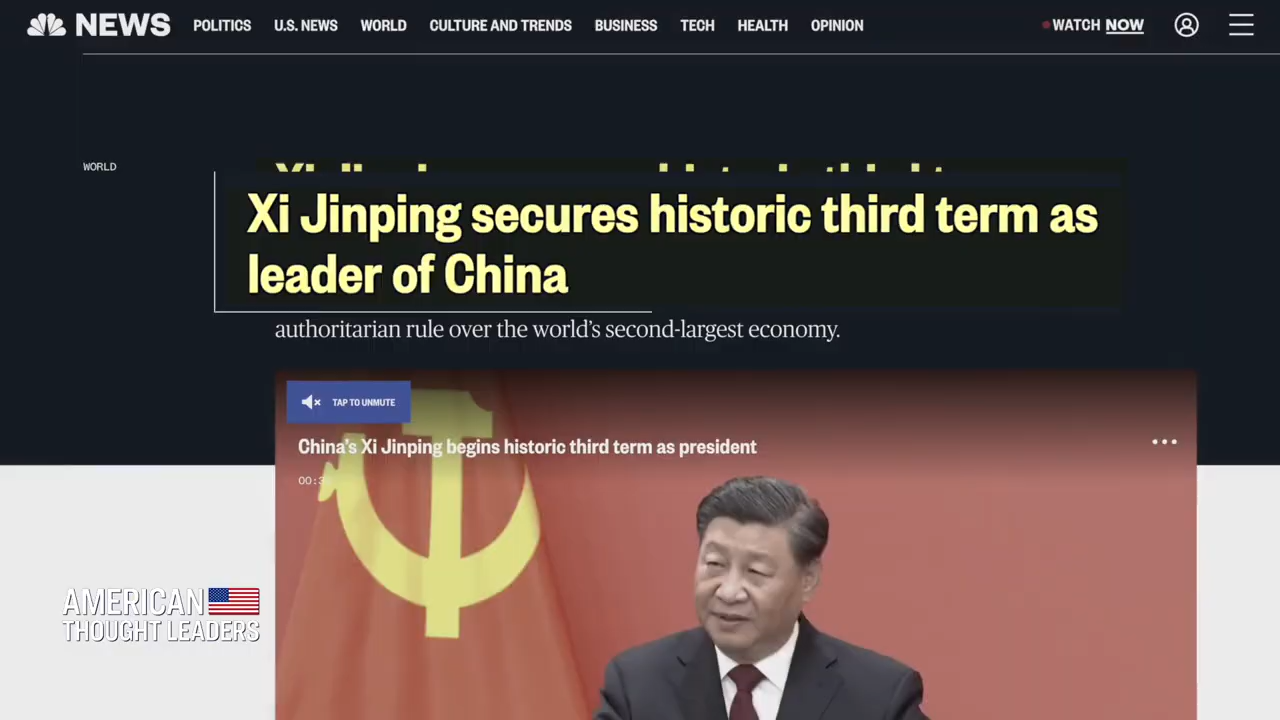 NEWS POLITICS U.S. NEWS WORLD CULTURE AND TRENDS BUSINESS TECH HEALTH OPINION WATCH NOW
WORLD
Xi Jinping secures historic third term as
leader of China
authoritarian rule over the world's second-largest economy.
TAP TO UNMUTE
China's Xi Jinping begins historic third term as president
00:3
AMERICAN
THOUGHT LEADERS